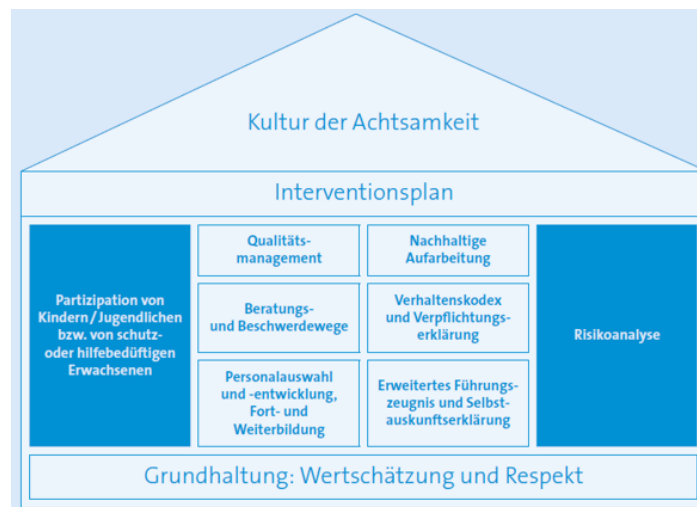 Kultur der Achtsamkeit
Interventionsplan
Partizipation von
Kindern/Jugendlichen
bzw. von schutz-
oder hilfebedüftigen
Erwachsenen
Qualitäts-
management
Nachhaltige
Aufarbeitung
Beratungs-
und Beschwerdewege
Verhaltenskodex
und Verpflichtungs-
erklärung
Personalauswahl
und -entwicklung,
Fort- und
Weiterbildung
Erweitertes Führungs-
zeugnis und Selbst-
auskunftserklärung
Risikoanalyse
Grundhaltung: Wertschätzung und Respekt